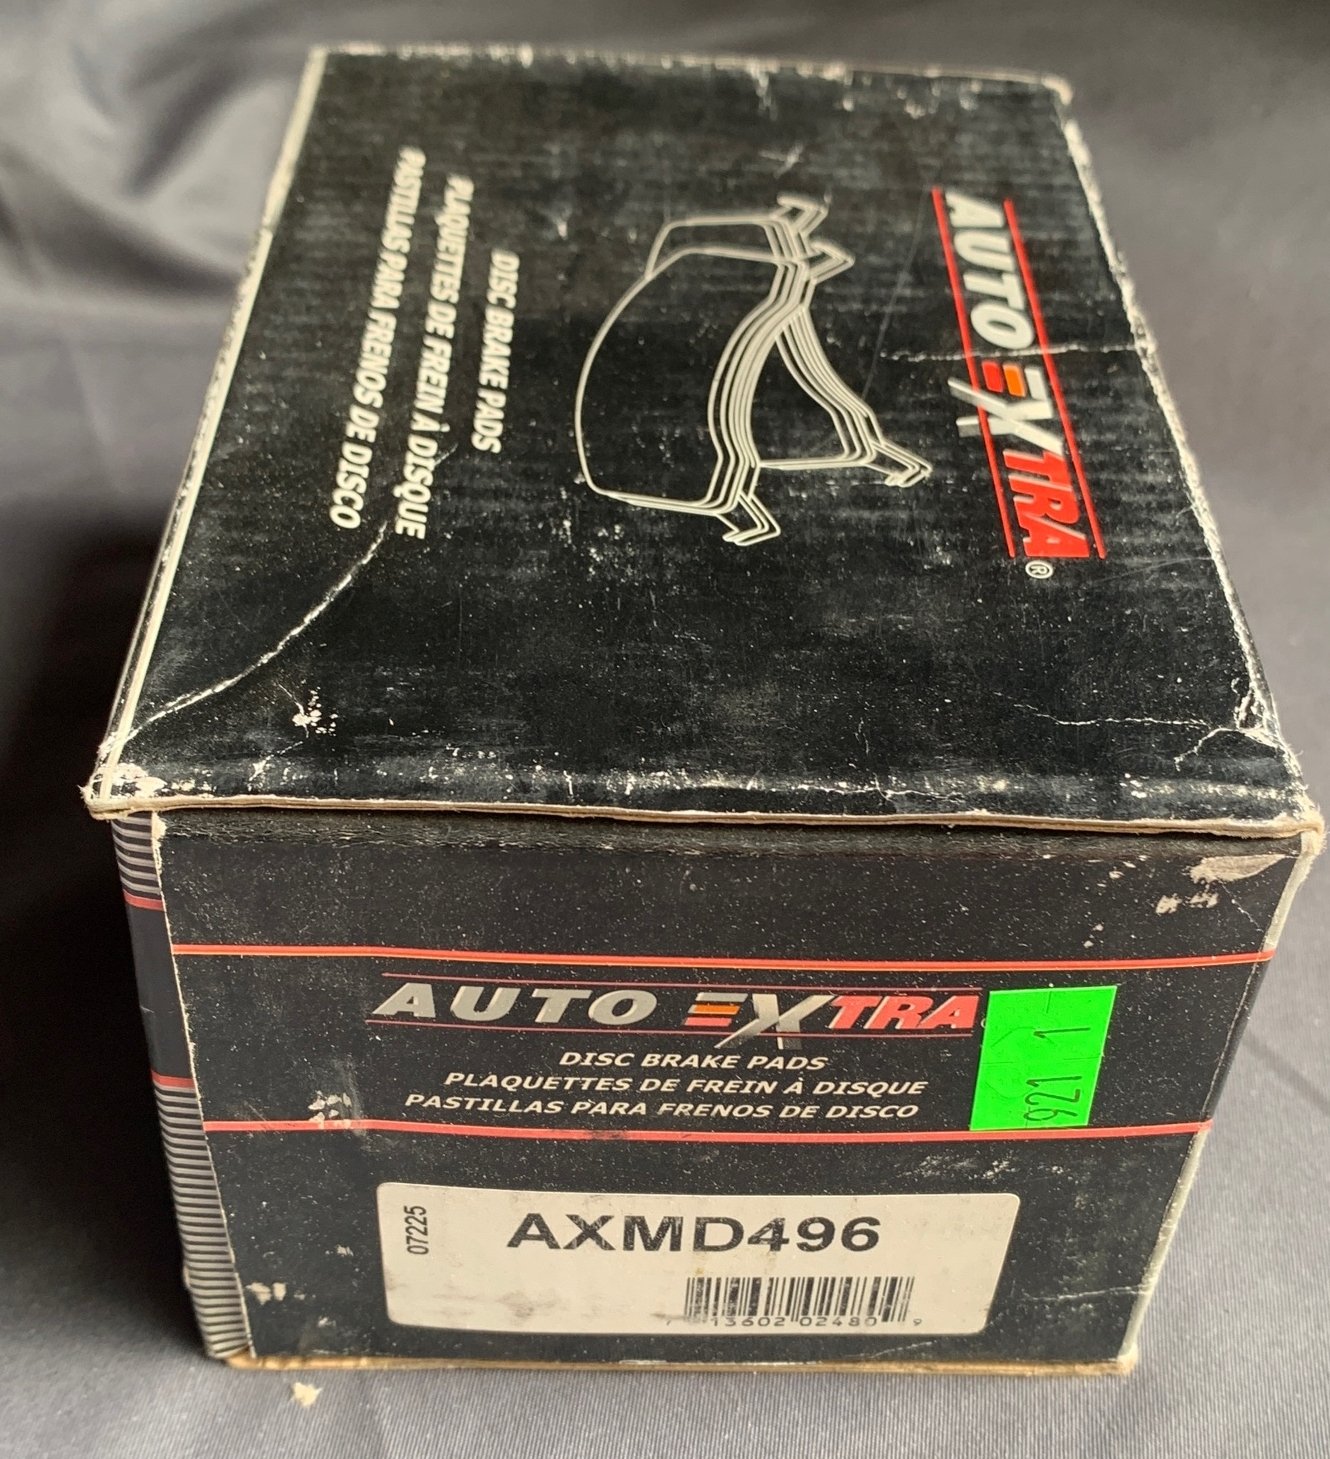 AUTO EXTRA®
DISC BRAKE PADS
PLAQUETTES DE FREIN À DISQUE
PASTILLAS PARA FRENOS DE DISCO
AUTO EXTRA
DISC BRAKE PADS
PLAQUETTES DE FREIN À DISQUE
PASTILLAS PARA FRENOS DE DISCO
07225
AXMD496
13602 02480 9